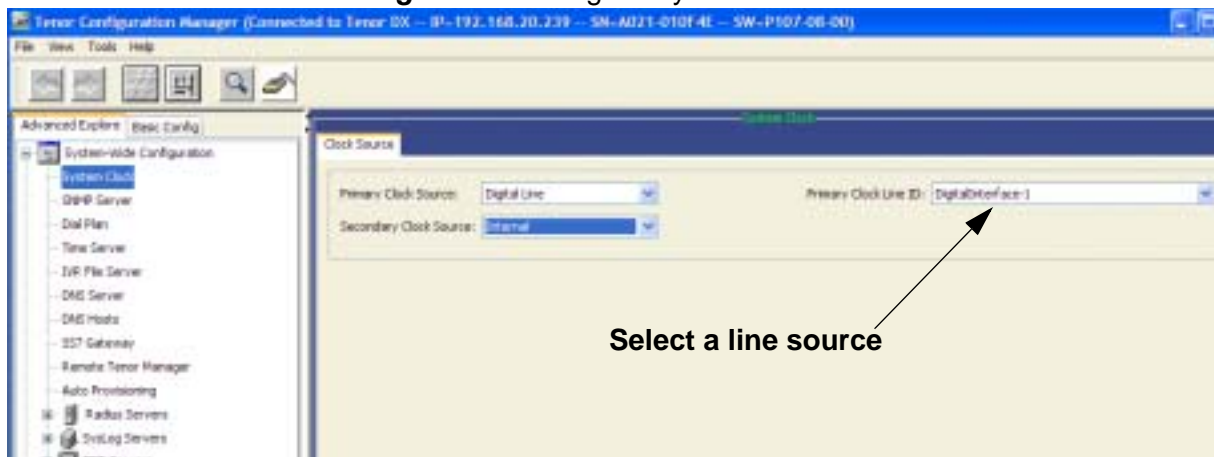 Tenor Configuration Manager (Connected to Tenor DX -- IP- 192.168.20.239 -- SN-A021-010F4E -- SW-P107-08-00)
File View Tools Help
Advanced Explore Basic Config
System-Wide Configuration
System Clock
SNMP Server
Dial Plan
Time Server
IVR File Server
DNS Server
DNS Hosts
SS7 Gateway
Remote Tenor Manager
Auto Provisioning
Radius Servers
SysLog Servers
System Clock
Clock Source
Primary Clock Source: Digital Line
Primary Clock Line ID: DigitalInterface-1
Secondary Clock Source: Internal
Select a line source